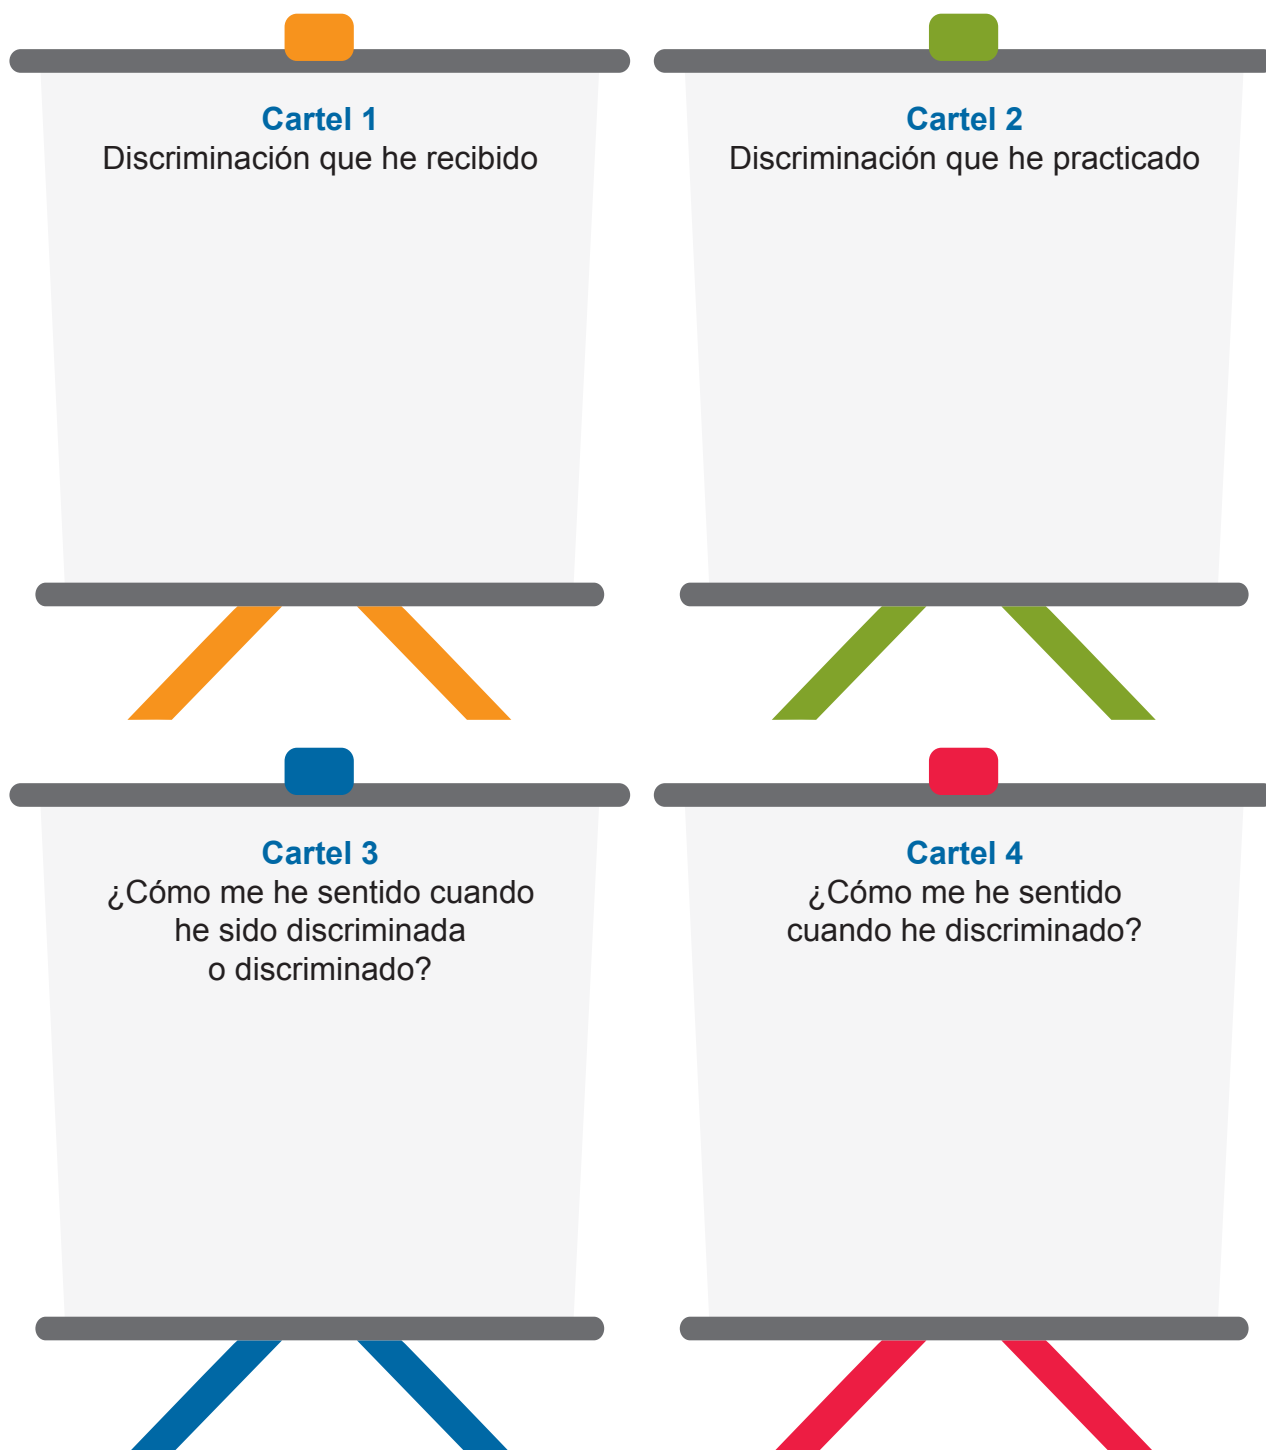 Cartel 1
Discriminación que he recibido
Cartel 2
Discriminación que he practicado
Cartel 3
¿Cómo me he sentido cuando
he sido discriminada
o discriminado?
Cartel 4
¿Cómo me he sentido
cuando he discriminado?